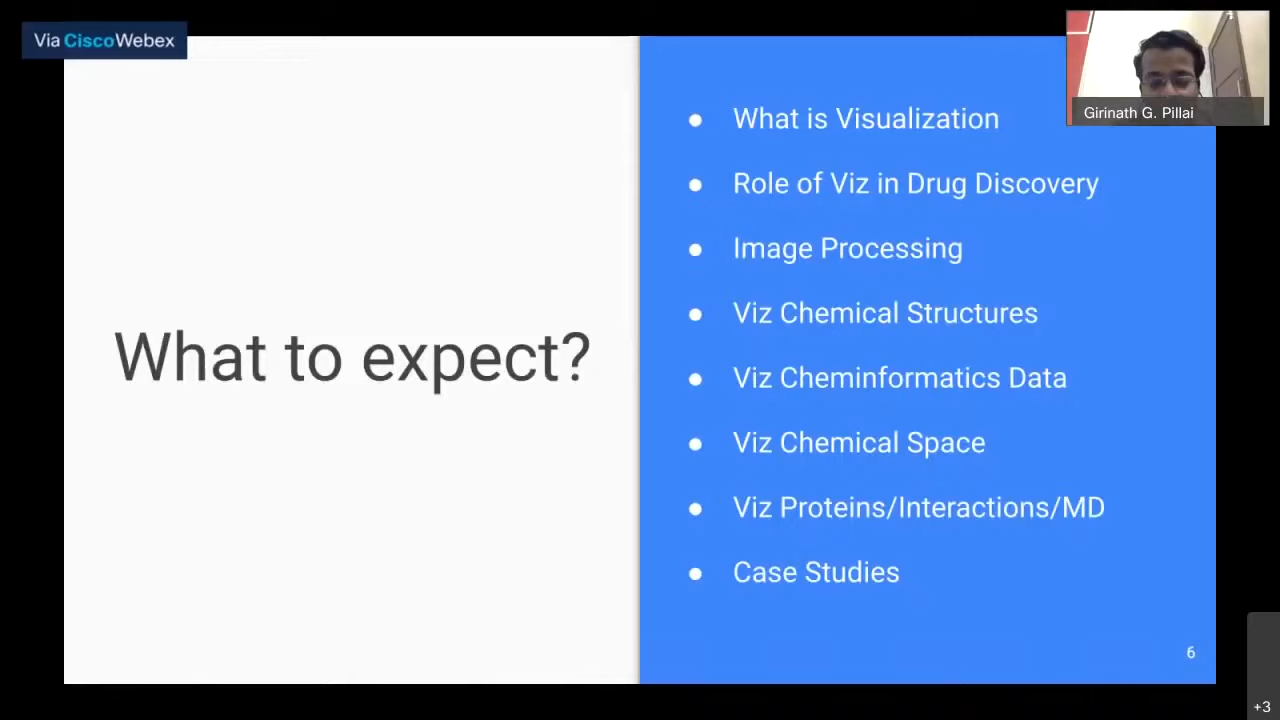 Via CiscoWebex
Girinath G. Pillai
What to expect?
● What is Visualization
● Role of Viz in Drug Discovery
● Image Processing
● Viz Chemical Structures
● Viz Cheminformatics Data
● Viz Chemical Space
● Viz Proteins/Interactions/MD
● Case Studies
6
+3